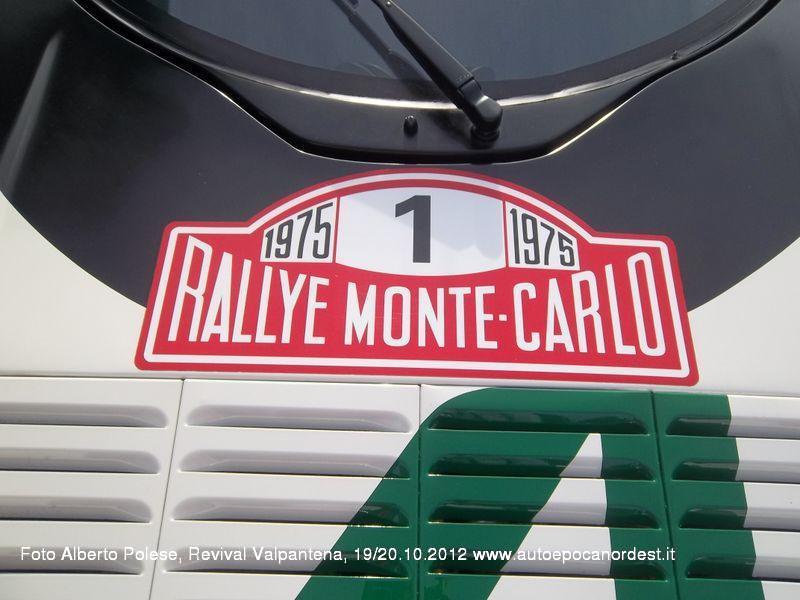 1975 1 1975
RALLYE MONTE-CARLO
Foto Alberto Polese, Revival Valpantena, 19/20.10.2012 www.autoepocanordest.it